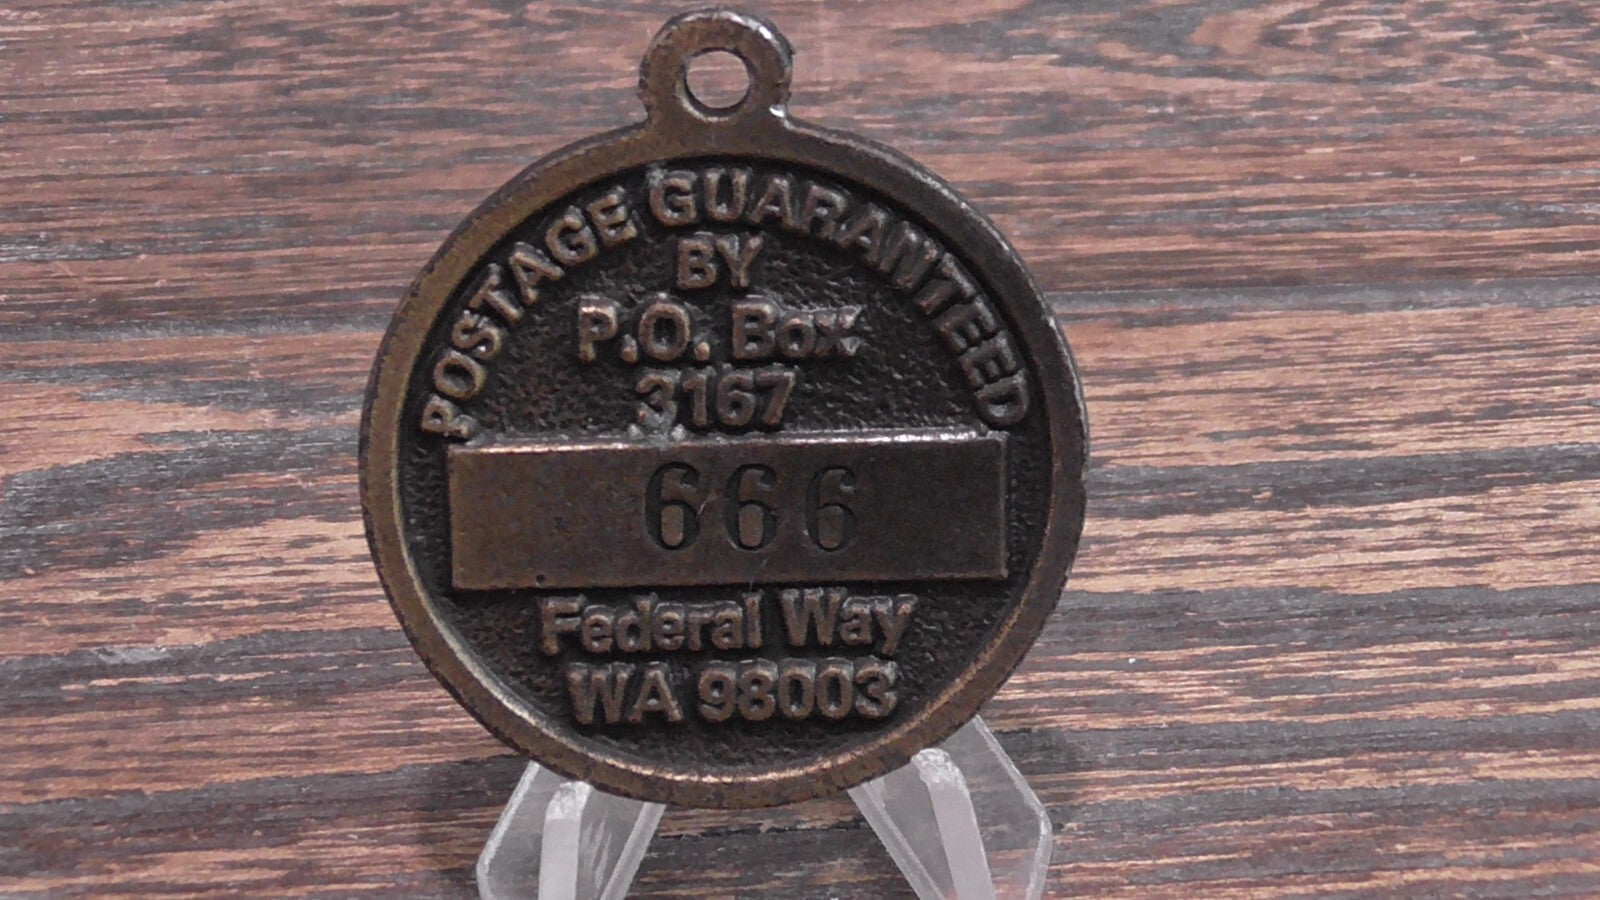 POSTAGE GUARANTEED
BY
P.O. Box
3167
666
Federal Way
WA 98003